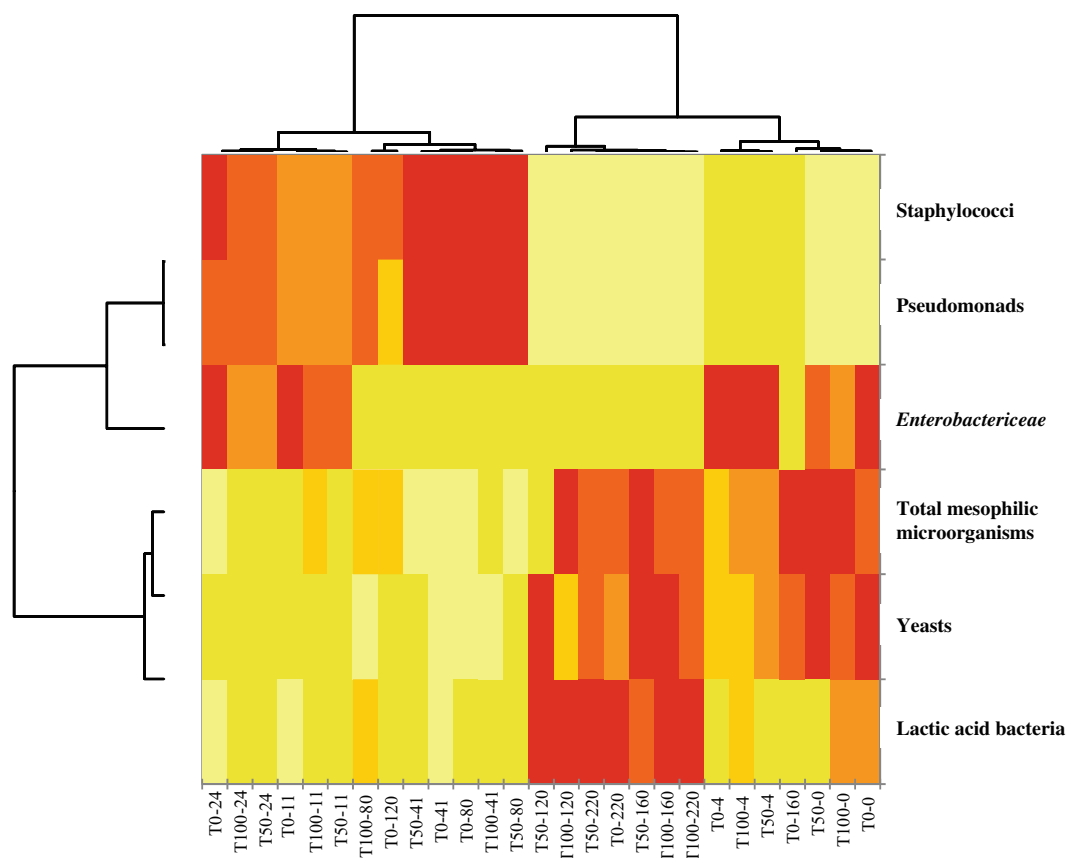 Staphylococci
Pseudomonads
Enterobactericeae
Total mesophilic
microorganisms
Yeasts
Lactic acid bacteria
T0-24
T100-24
T50-24
T0-11
T100-11
T50-11
T100-80
T0-120
T50-41
T0-41
T0-80
T100-41
T50-80
T50-120
T100-120
T50-220
T0-220
T50-160
T100-160
T100-220
T0-4
T100-4
T50-4
T0-160
T50-0
T100-0
T0-0